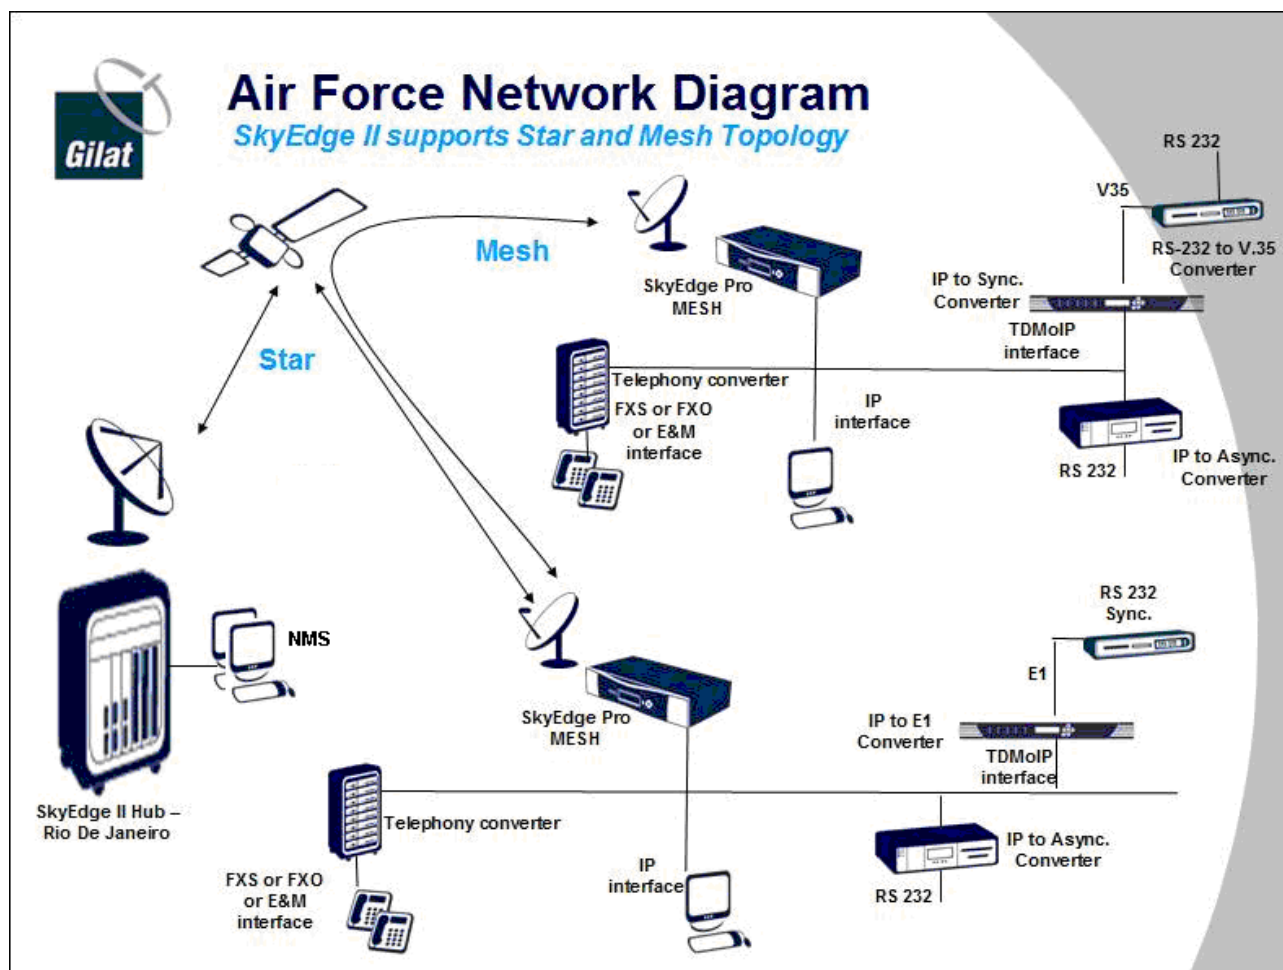 Gilat
Air Force Network Diagram
SkyEdge II supports Star and Mesh Topology
RS 232
V35
RS-232 to V.35
Converter
Mesh
SkyEdge Pro
MESH
IP to Sync.
Converter
TDMoIP
interface
Star
Telephony converter
FXS or FXO
or E&M
interface
IP
interface
RS 232
IP to Async.
Converter
NMS
RS 232
Sync.
E1
SkyEdge Pro
MESH
IP to E1
Converter
TDMoIP
interface
SkyEdge II Hub –
Rio De Janeiro
Telephony converter
IP to Async.
Converter
FXS or FXO
or E&M
interface
IP
interface
RS 232